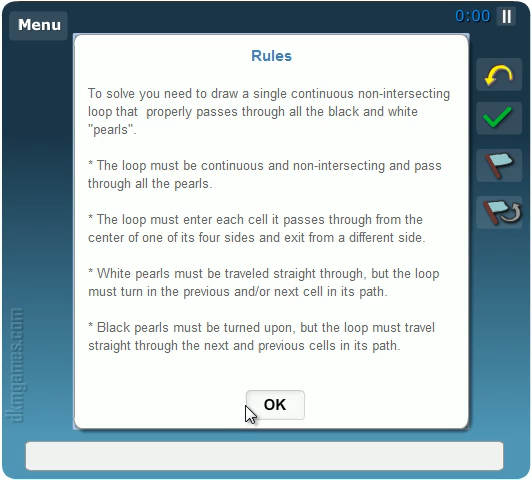 Menu
0:00
Rules
To solve you need to draw a single continuous non-intersecting
loop that  properly passes through all the black and white
"pearls".
* The loop must be continuous and non-intersecting and pass
through all the pearls.
* The loop must enter each cell it passes through from the
center of one of its four sides and exit from a different side.
* White pearls must be traveled straight through, but the loop
must turn in the previous and/or next cell in its path.
* Black pearls must be turned upon, but the loop must travel
straight through the next and previous cells in its path.
OK
dkmgames.com